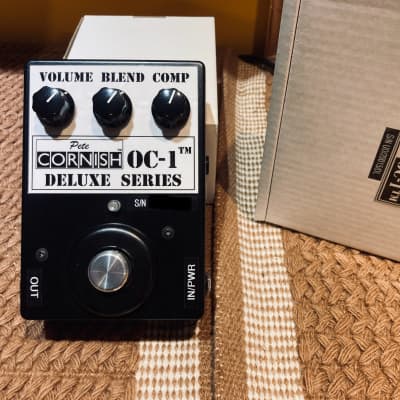 VOLUME BLEND COMP
Pete
CORNISH OC-1™
DELUXE SERIES
S/N
OUT
IN/PWR